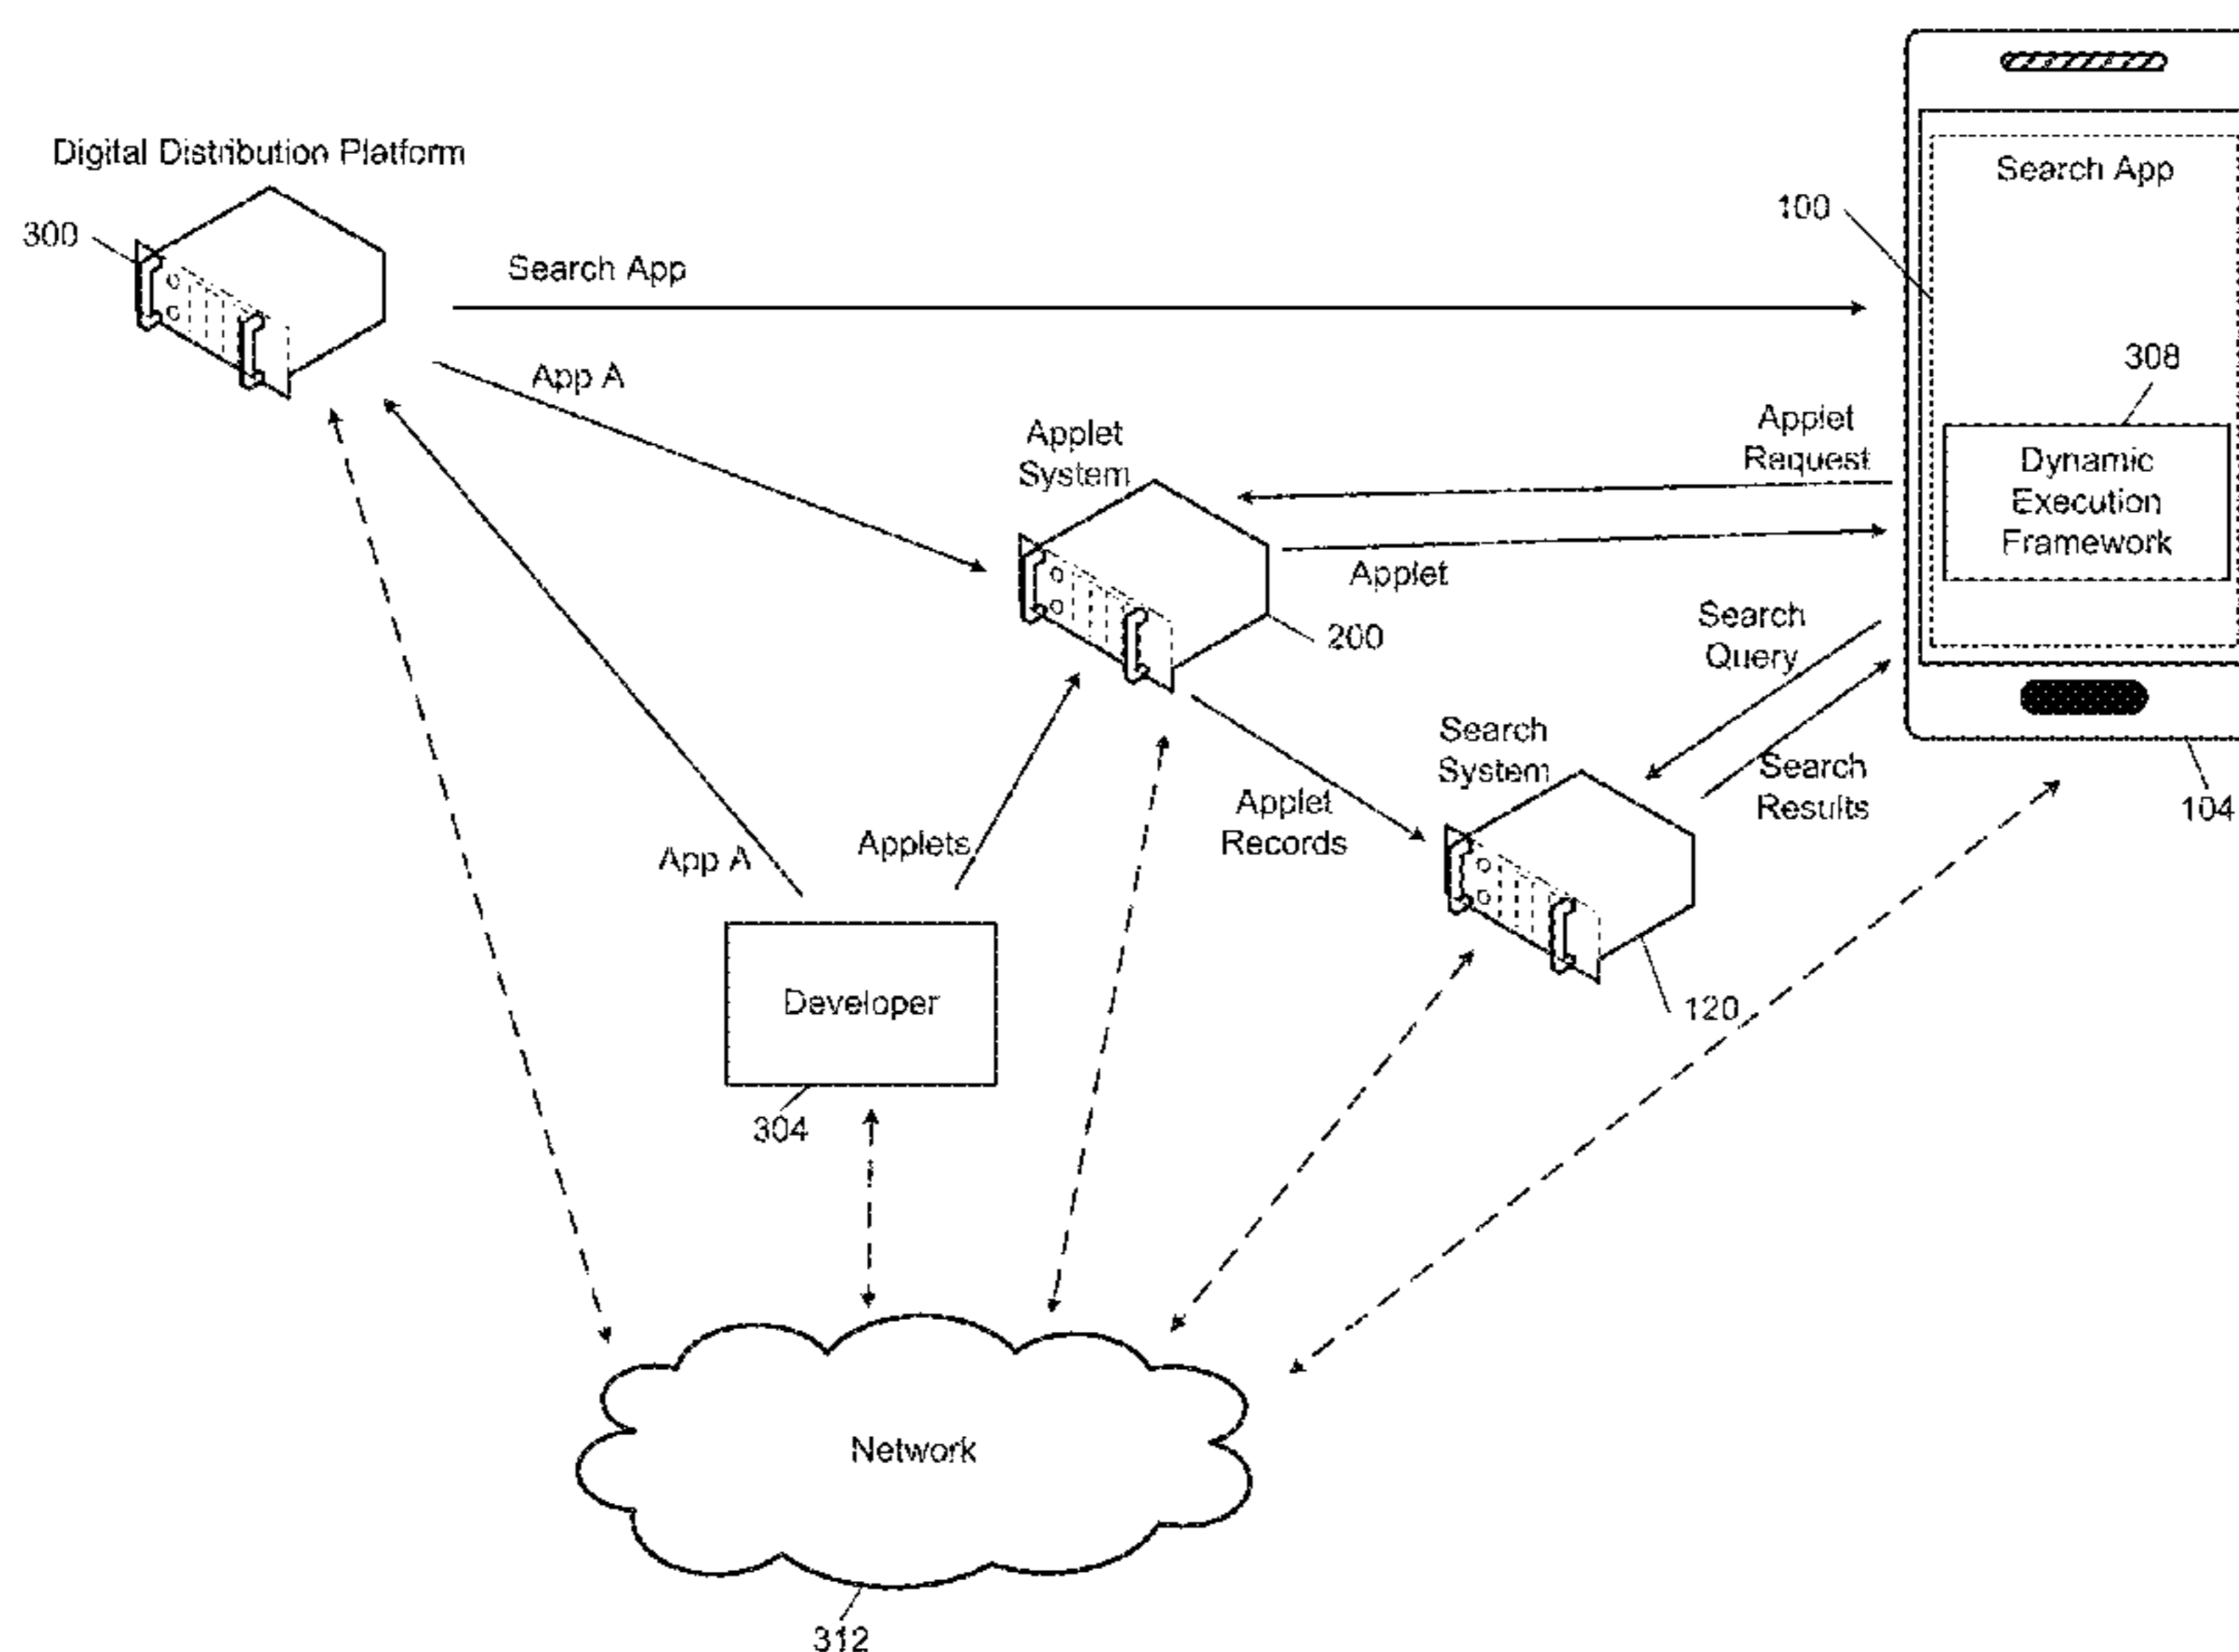 Digital Distribution Platform
300
Search App
App A
Search App
100
308
Dynamic
Execution
Framework
Applet
Request
Applet
Applet
System
200
Search
Query
Search
Results
104
Search
System
Applet
Records
120
App A
Applets
Developer
304
Network
312